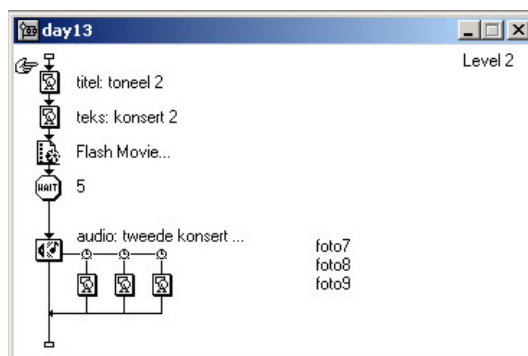 day13
Level 2
titel: toneel 2
teks: konsert 2
Flash Movie...
WAIT 5
audio: tweede konsert ...
foto7
foto8
foto9